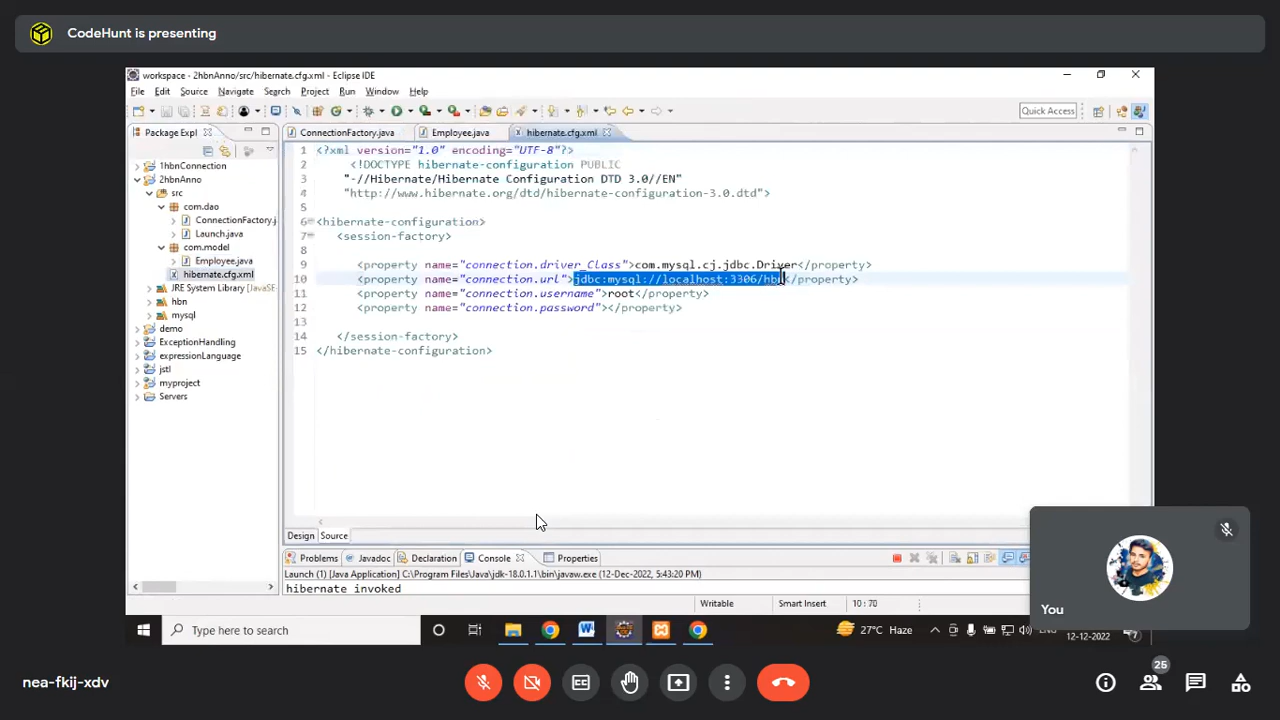 CodeHunt is presenting
workspace - 2hbnAnno/src/hibernate.cfg.xml - Eclipse IDE
File Edit Source Navigate Search Project Run Window Help
Quick Access
Package Expl
ConnectionFactory.java
Employee.java
hibernate.cfg.xml
1hbnConnection
2hbnAnno
src
com.dao
ConnectionFactory.j
Launch.java
com.model
Employee.java
hibernate.cfg.xml
JRE System Library [JavaS
hbn
mysql
demo
ExceptionHandling
expressionLanguage
jstl
myproject
Servers
1 <?xml version="1.0" encoding="UTF-8"?>
2 <!DOCTYPE hibernate-configuration PUBLIC
3 "-//Hibernate/Hibernate Configuration DTD 3.0//EN"
4 "http://www.hibernate.org/dtd/hibernate-configuration-3.0.dtd">
5
6 <hibernate-configuration>
7 <session-factory>
8
9 <property name="connection.driver_Class">com.mysql.cj.jdbc.Driver</property>
10 <property name="connection.url">jdbc:mysql://localhost:3306/hbn</property>
11 <property name="connection.username">root</property>
12 <property name="connection.password"></property>
13
14 </session-factory>
15 </hibernate-configuration>
Design Source
Problems Javadoc Declaration Console Properties
Launch (1) [Java Application] C:\Program Files\Java\jdk-18.0.1.1\bin\javaw.exe (12-Dec-2022, 5:43:20 PM)
hibernate invoked
Writable Smart Insert 10 : 70
You
Type here to search
27°C Haze
12-12-2022
7
nea-fkij-xdv
25